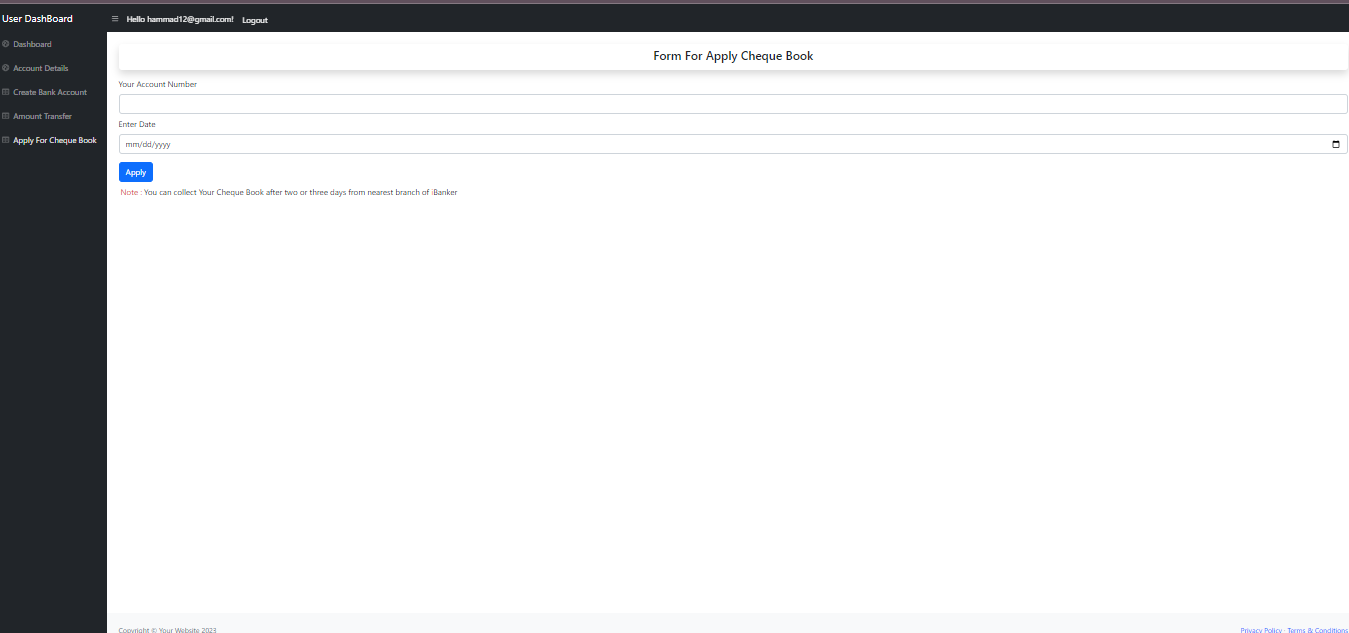 User DashBoard
Hello hammad12@gmail.com!
Logout
Dashboard
Account Details
Create Bank Account
Amount Transfer
Apply For Cheque Book
Form For Apply Cheque Book
Your Account Number
Enter Date
mm/dd/yyyy
Apply
Note : You can collect Your Cheque Book after two or three days from nearest branch of iBanker
Copyright © Your Website 2023
Privacy Policy · Terms & Conditions